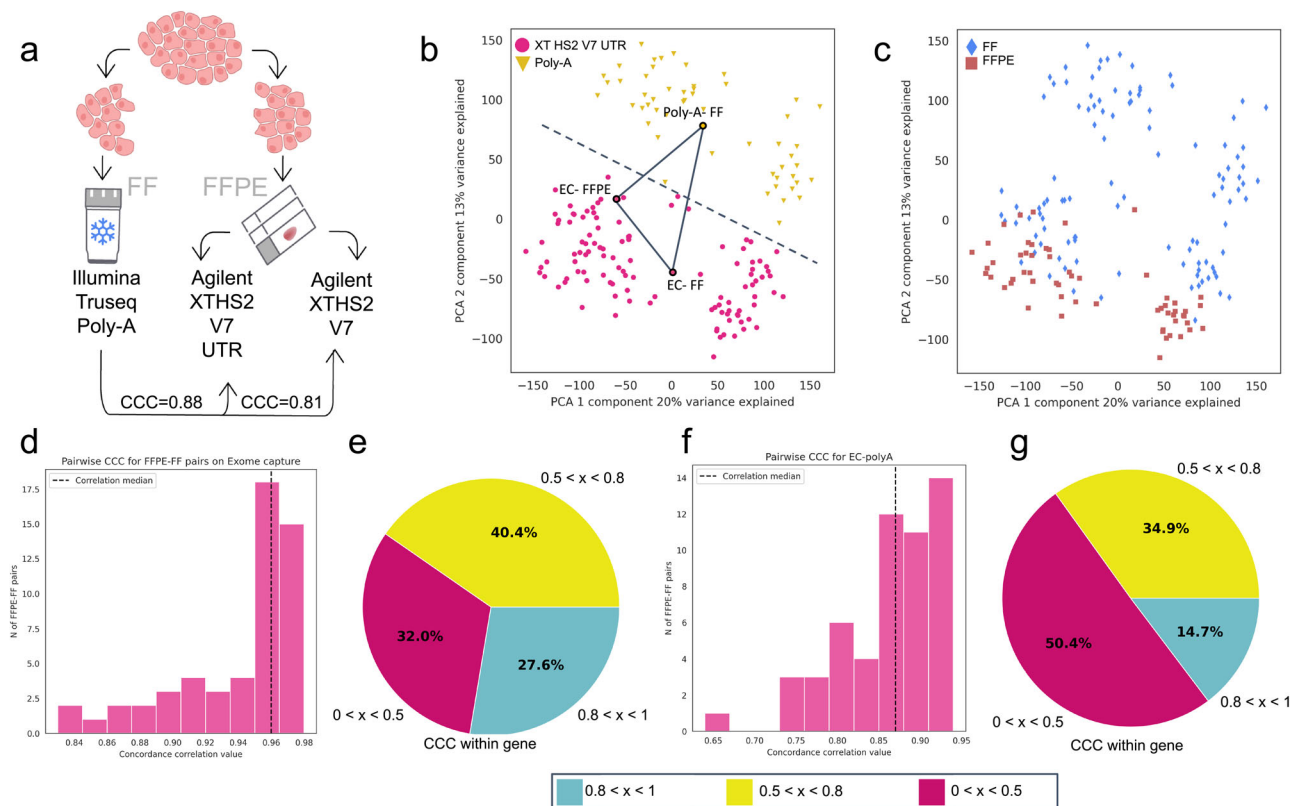 a
FF
FFPE
Illumina
Truseq
Poly-A
Agilent
XTHS2
V7
UTR
Agilent
XTHS2
V7
CCC=0.88
CCC=0.81
b
XT HS2 V7 UTR
Poly-A
Poly-A- FF
EC- FFPE
EC- FF
150
100
50
0
−50
−100
−150
−100
−50
0
50
100
150
PCA 2 component 13% variance explained
PCA 1 component 20% variance explained
c
FF
FFPE
150
100
50
0
−50
−100
−150
−100
−50
0
50
100
150
PCA 2 component 13% variance explained
PCA 1 component 20% variance explained
d
Pairwise CCC for FFPE-FF pairs on Exome capture
Correlation median
17.5
15.0
12.5
10.0
7.5
5.0
2.5
0.0
0.84
0.86
0.88
0.90
0.92
0.94
0.96
0.98
N of FFPE-FF pairs
Concordance correlation value
e
0.5 < x < 0.8
40.4%
32.0%
27.6%
0 < x < 0.5
0.8 < x < 1
CCC within gene
f
Pairwise CCC for EC-polyA
Correlation median
14
12
10
8
6
4
2
0
0.65
0.70
0.75
0.80
0.85
0.90
0.95
N of FFPE-FF pairs
Concordance correlation value
g
0.5 < x < 0.8
34.9%
50.4%
14.7%
0.8 < x < 1
0 < x < 0.5
CCC within gene
0.8 < x < 1
0.5 < x < 0.8
0 < x < 0.5